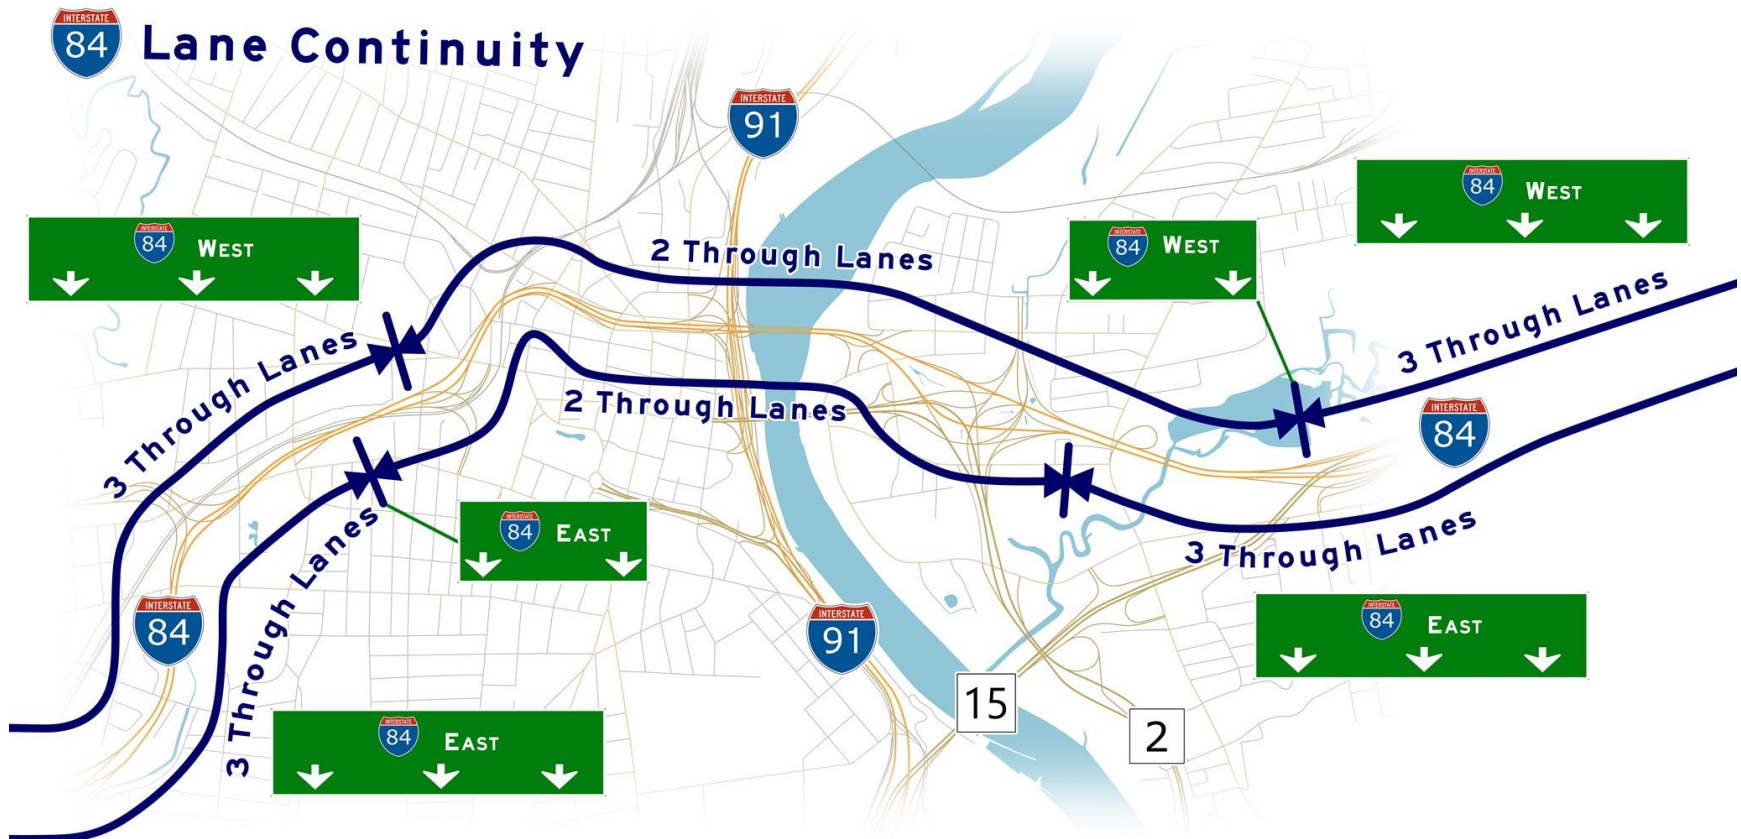 INTERSTATE
84
Lane Continuity
INTERSTATE
91
INTERSTATE
84
WEST
INTERSTATE
84
WEST
INTERSTATE
84
WEST
2 Through Lanes
3 Through Lanes
3 Through Lanes
2 Through Lanes
INTERSTATE
84
INTERSTATE
84
EAST
3 Through Lanes
3 Through Lanes
INTERSTATE
84
INTERSTATE
91
INTERSTATE
84
EAST
15
2
INTERSTATE
84
EAST